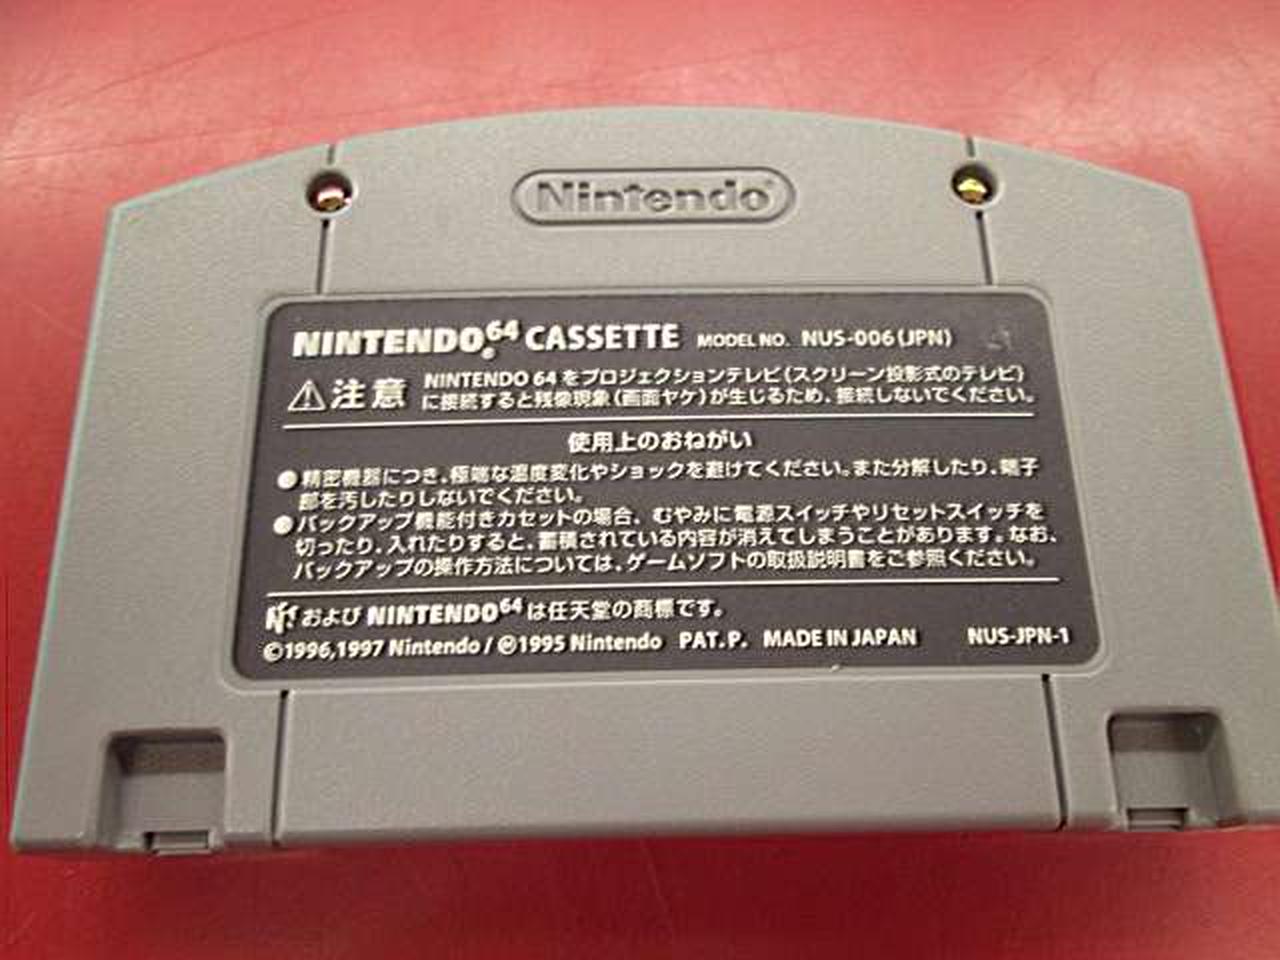 Nintendo
NINTENDO64 CASSETTE MODEL NO. NUS-006(JPN)
⚠注意 NINTENDO 64 をプロジェクションテレビ(スクリーン投影式のテレビ)
に接続すると残像現象(画面ヤケ)が生じるため、接続しないでください。
使用上のおねがい
●精密機器につき、極端な温度変化やショックを避けてください。また分解したり、端子
部を汚したりしないでください。
●バックアップ機能付きカセットの場合、むやみに電源スイッチやリセットスイッチを
切ったり、入れたりすると、蓄積されている内容が消えてしまうことがあります。なお、
バックアップの操作方法については、ゲームソフトの取扱説明書をご参照ください。
および NINTENDO64 は任天堂の商標です。
©1996,1997 Nintendo / Ⓜ1995 Nintendo PAT.P. MADE IN JAPAN NUS-JPN-1